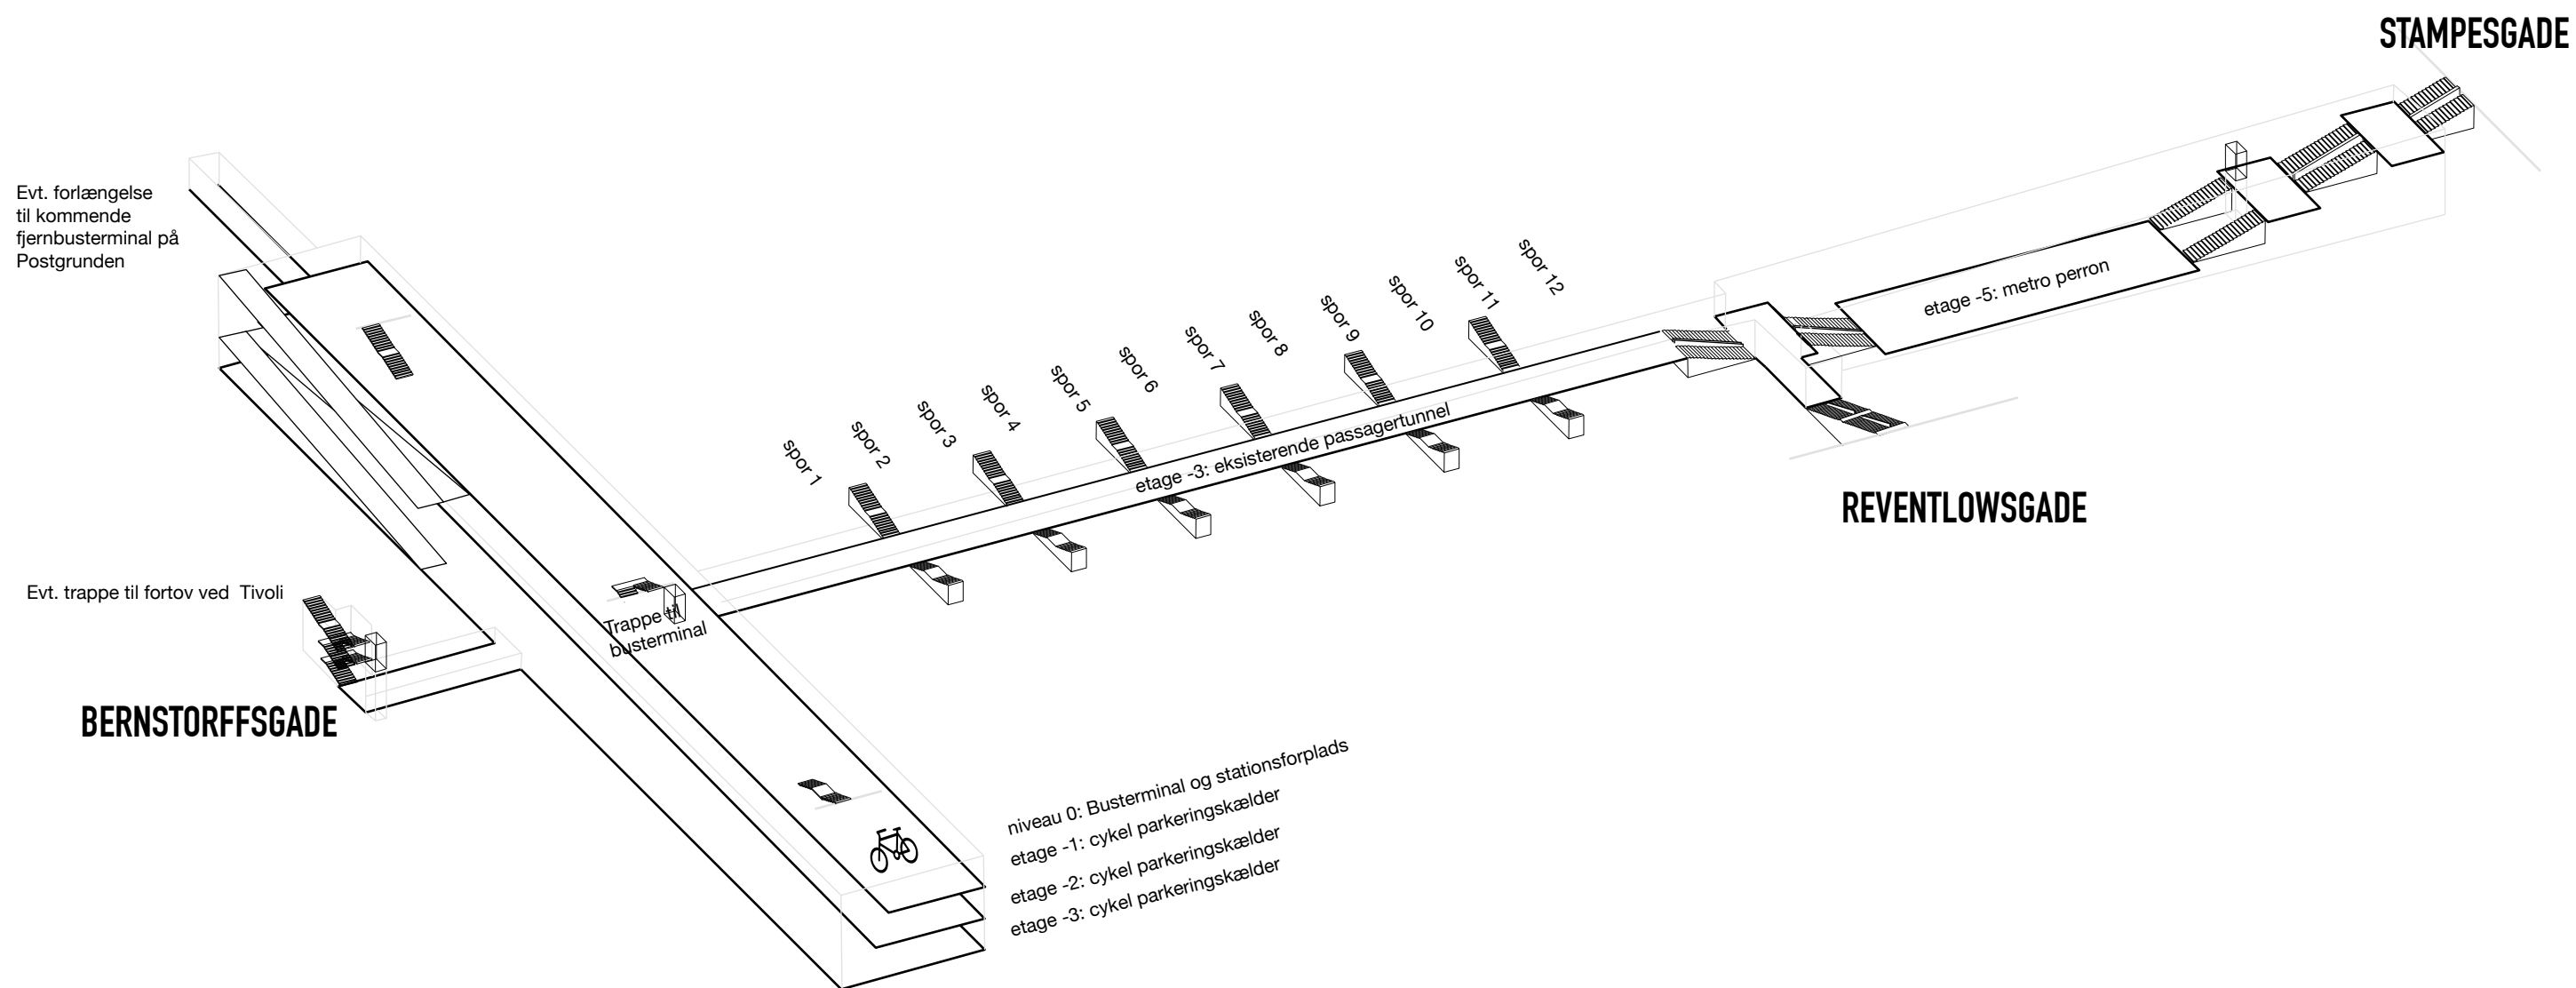 STAMPESGADE
Evt. forlængelse
til kommende
fjernbusterminal på
Postgrunden
spor 1
spor 2
spor 3
spor 4
spor 5
spor 6
spor 7
spor 8
spor 9
spor 10
spor 11
spor 12
etage -5: metro perron
etage -3: eksisterende passagertunnel
REVENTLOWSGADE
Evt. trappe til fortov ved Tivoli
Trappe til
busterminal
BERNSTORFFSGADE
niveau 0: Busterminal og stationsforplads
etage -1: cykel parkeringskælder
etage -2: cykel parkeringskælder
etage -3: cykel parkeringskælder